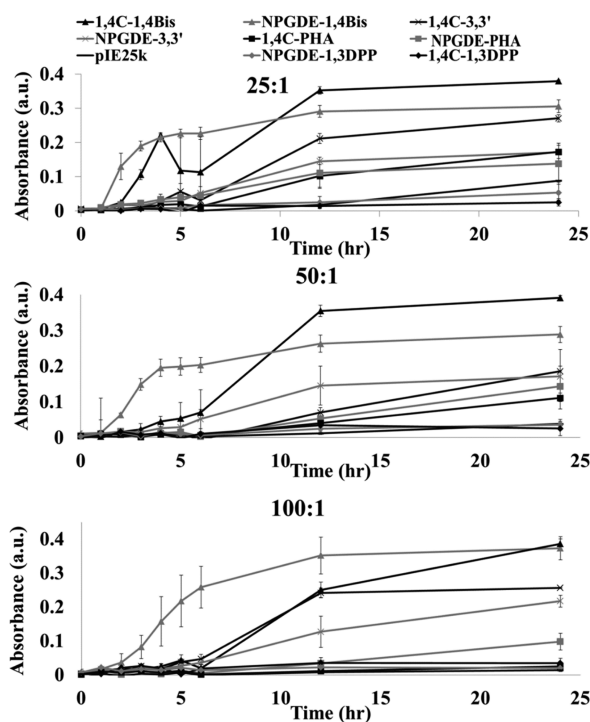 1,4C-1,4Bis NPGDE-1,4Bis 1,4C-3,3'
NPGDE-3,3' 1,4C-PHA NPGDE-PHA
pIE25k NPGDE-1,3DPP 1,4C-1,3DPP
25:1
Absorbance (a.u.)
0.4
0.3
0.2
0.1
0
0 5 10 15 20 25
Time (hr)
50:1
Absorbance (a.u.)
0.4
0.3
0.2
0.1
0
0 5 10 15 20 25
Time (hr)
100:1
Absorbance (a.u.)
0.4
0.3
0.2
0.1
0
0 5 10 15 20 25
Time (hr)